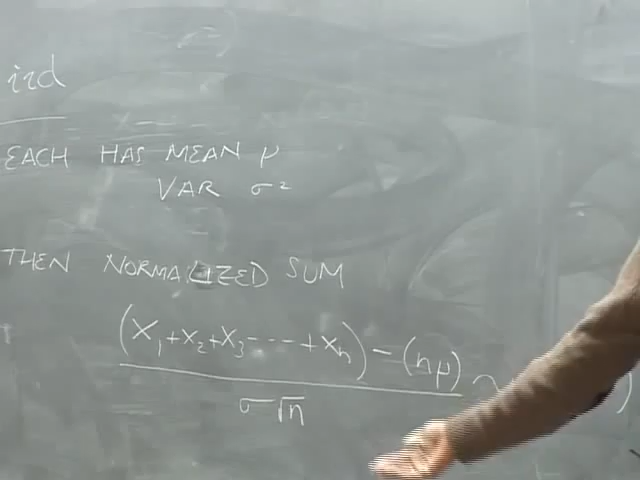 iid
EACH HAS MEAN μ
VAR σ²
THEN NORMALIZED SUM
(X₁+X₂+X₃----+Xₙ) - (nμ) ~ )
σ√n